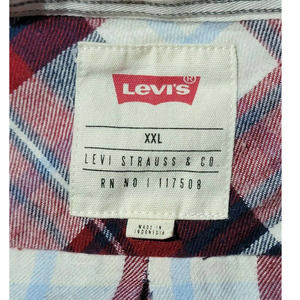 LEVI'S®
XXL
LEVI STRAUSS & CO
RN NO | 117508
MADE IN
INDONESIA